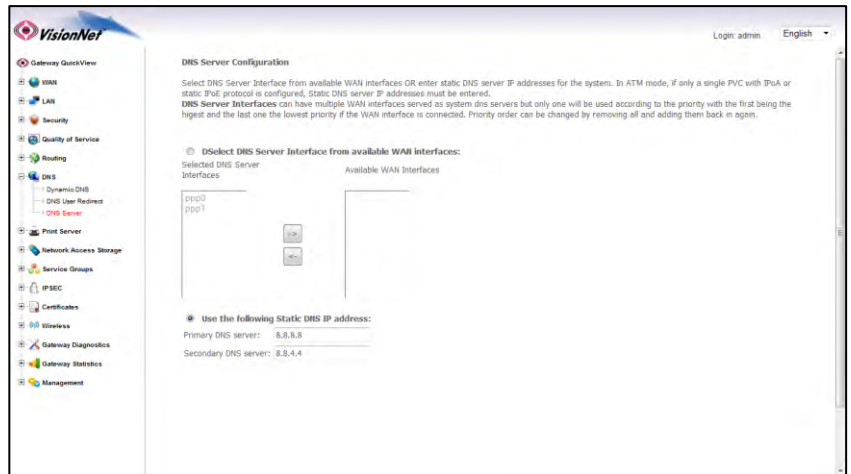 VisionNet
Login: admin
English
Gateway QuickView
WAN
LAN
Security
Quality of Service
Routing
DNS
Dynamic DNS
DNS User Redirect
DNS Server
Print Server
Network Access Storage
Service Groups
IPSEC
Certificates
Wireless
Gateway Diagnostics
Gateway Statistics
Management
DNS Server Configuration
Select DNS Server Interface from available WAN interfaces OR enter static DNS server IP addresses for the system. In ATM mode, if only a single PVC with IPoA or
static IPoE protocol is configured, Static DNS server IP addresses must be entered.
DNS Server Interfaces can have multiple WAN interfaces served as system dns servers but only one will be used according to the priority with the first being the
higest and the last one the lowest priority if the WAN interface is connected. Priority order can be changed by removing all and adding them back in again.
DSelect DNS Server Interface from available WAN interfaces:
Selected DNS Server
Interfaces
Available WAN Interfaces
ppp0
ppp1
->
<-
Use the following Static DNS IP address:
Primary DNS server: 8.8.8.8
Secondary DNS server: 8.8.4.4